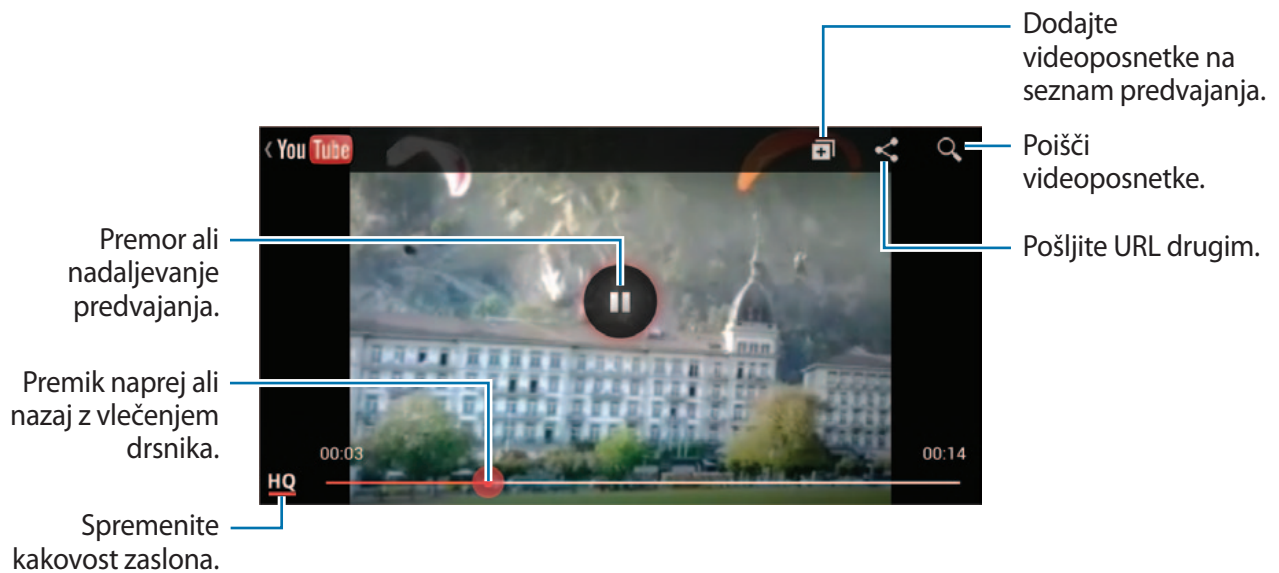 Dodajte
videoposnetke na
seznam predvajanja.
You Tube
Poišči
videoposnetke.
Premor ali
nadaljevanje
predvajanja.
Pošljite URL drugim.
Premik naprej ali
nazaj z vlečenjem
drsnika.
00:03
00:14
HQ
Spremenite
kakovost zaslona.